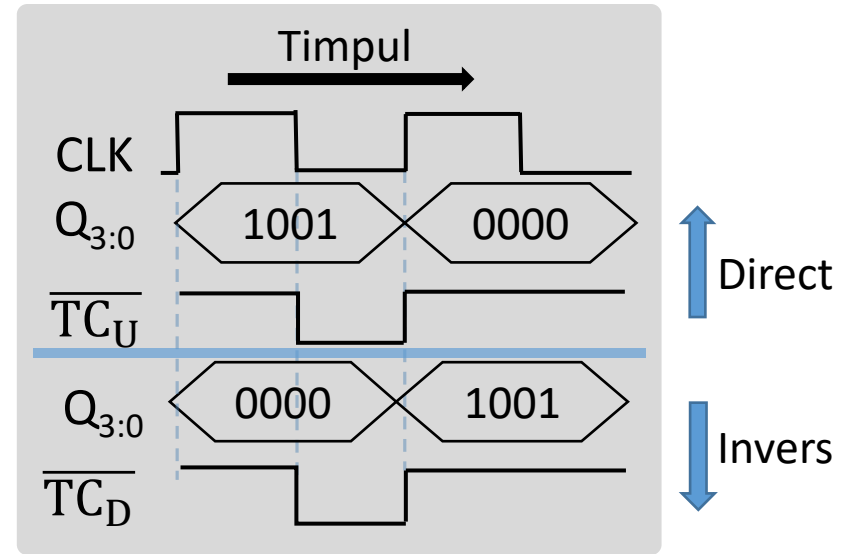 Timpul
CLK
Q3:0
1001 0000
Direct
TCU
Q3:0
0000 1001
Invers
TCD